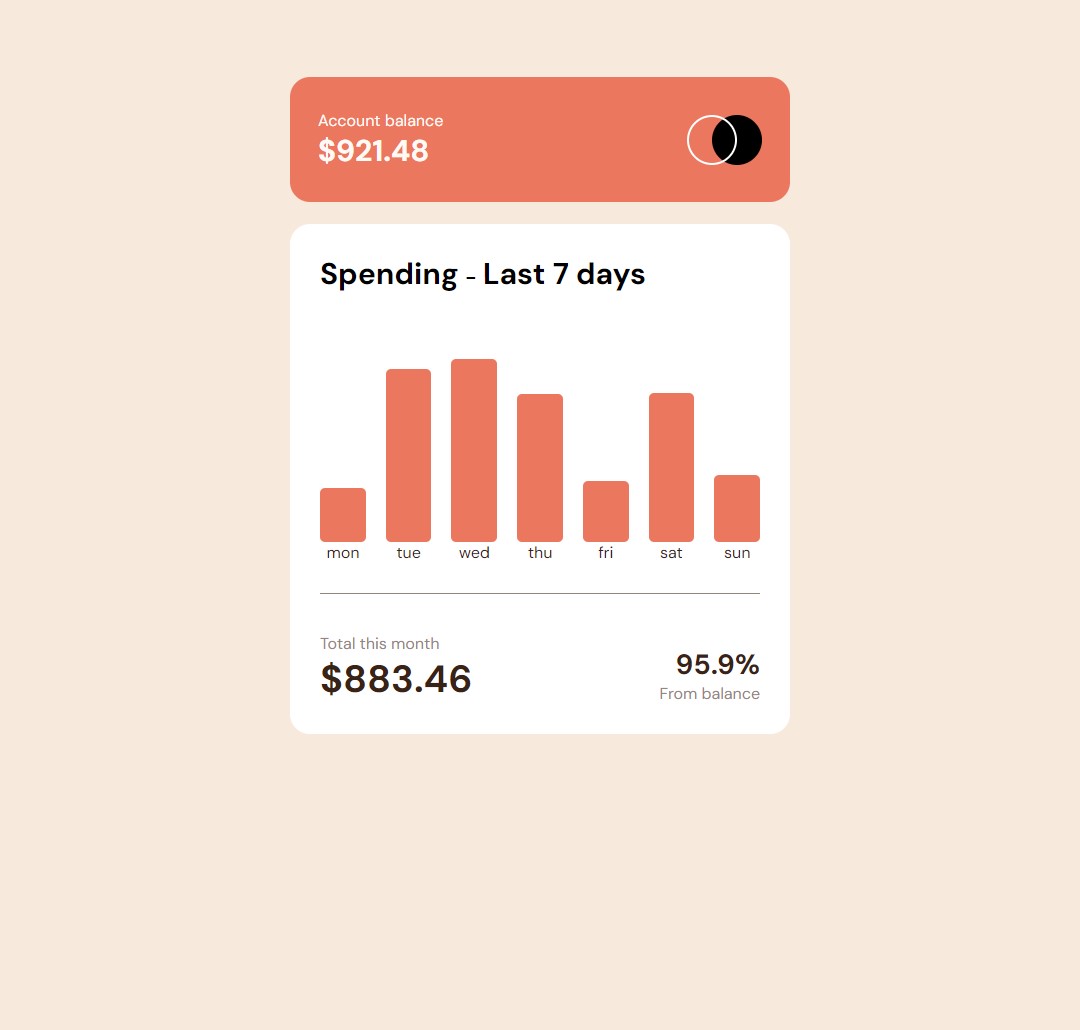 Account balance
$921.48
Spending - Last 7 days
mon tue wed thu fri sat sun
Total this month
$883.46
95.9%
From balance